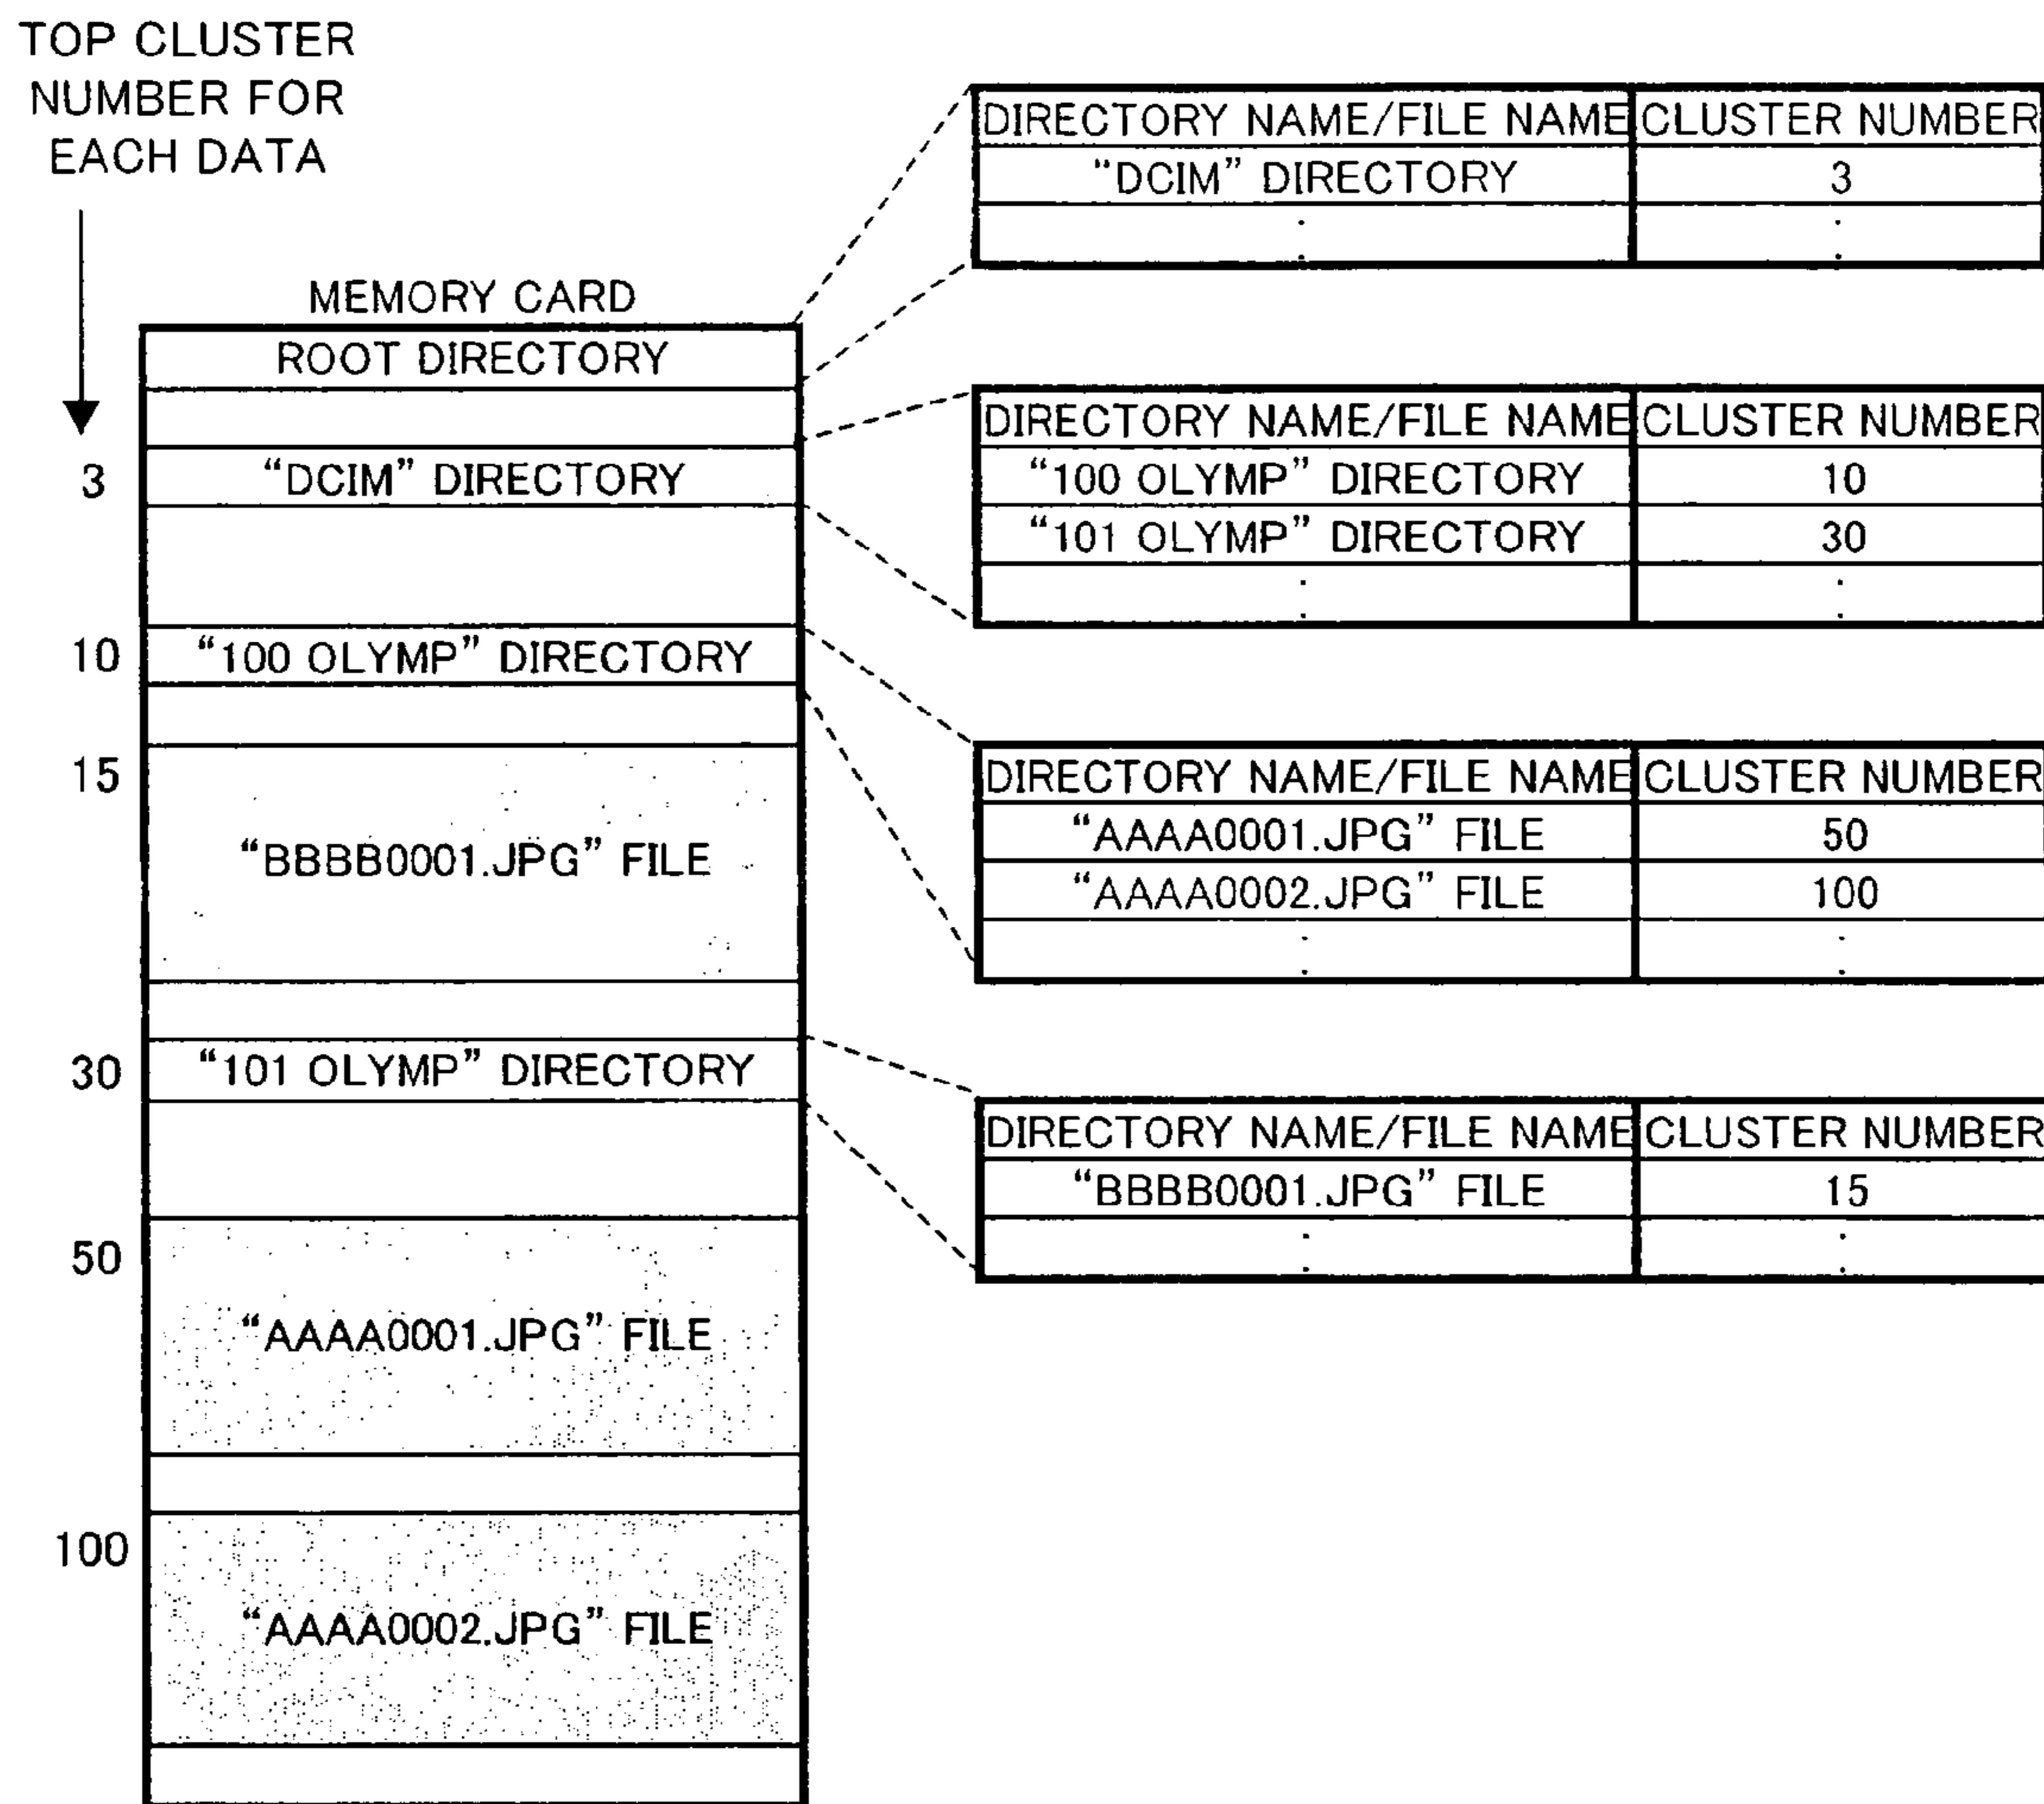 TOP CLUSTER
NUMBER FOR
EACH DATA
MEMORY CARD
ROOT DIRECTORY
3 “DCIM” DIRECTORY
10 “100 OLYMP” DIRECTORY
15
“BBBB0001.JPG” FILE
30 “101 OLYMP” DIRECTORY
50
“AAAA0001.JPG” FILE
100
“AAAA0002.JPG” FILE
DIRECTORY NAME/FILE NAME CLUSTER NUMBER
“DCIM” DIRECTORY 3
: :
DIRECTORY NAME/FILE NAME CLUSTER NUMBER
“100 OLYMP” DIRECTORY 10
“101 OLYMP” DIRECTORY 30
: :
DIRECTORY NAME/FILE NAME CLUSTER NUMBER
“AAAA0001.JPG” FILE 50
“AAAA0002.JPG” FILE 100
: :
DIRECTORY NAME/FILE NAME CLUSTER NUMBER
“BBBB0001.JPG” FILE 15
: :